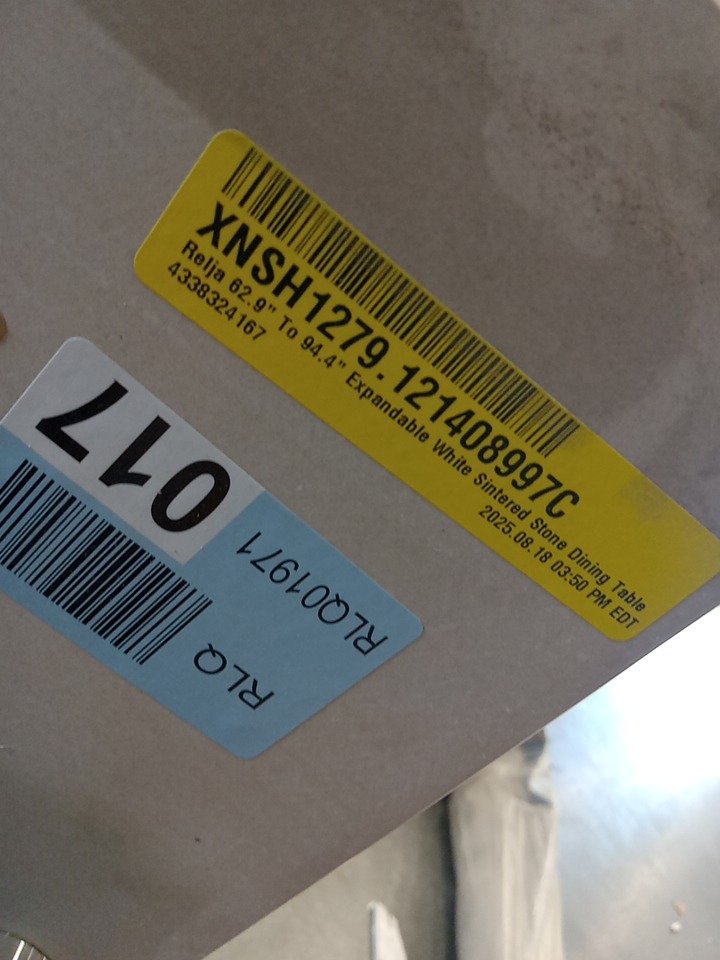 XNSH1279.121408997C
Relja 62.9" To 94.4" Expandable White Sintered Stone Dining Table
4338324167
2025.08.18 03:50 PM EDT
017
RLQ01971
RLQ